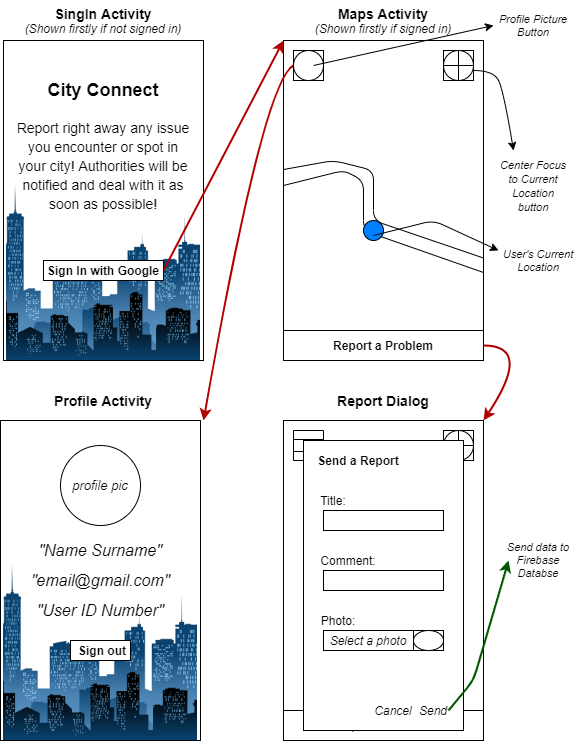 SingIn Activity
(Shown firstly if not signed in)
City Connect
Report right away any issue
you encounter or spot in
your city! Authorities will be
notified and deal with it as
soon as possible!
Sign In with Google
Maps Activity
(Shown firstly if signed in)
Profile Picture
Button
Center Focus
to Current
Location
button
User's Current
Location
Report a Problem
Profile Activity
profile pic
"Name Surname"
"email@gmail.com"
"User ID Number"
Sign out
Report Dialog
Send a Report
Title:
Comment:
Photo:
Select a photo
Cancel Send
Send data to
Firebase
Databse